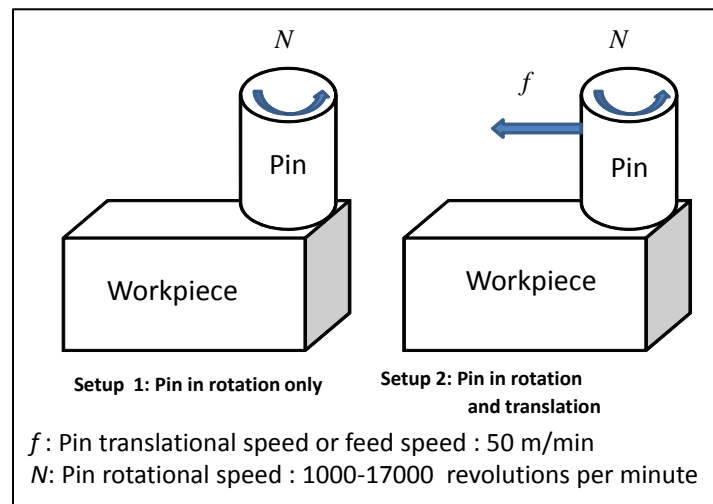 N
N
f
Pin
Pin
Workpiece
Workpiece
Setup 1: Pin in rotation only
Setup 2: Pin in rotation
and translation
f : Pin translational speed or feed speed : 50 m/min
N: Pin rotational speed : 1000-17000 revolutions per minute